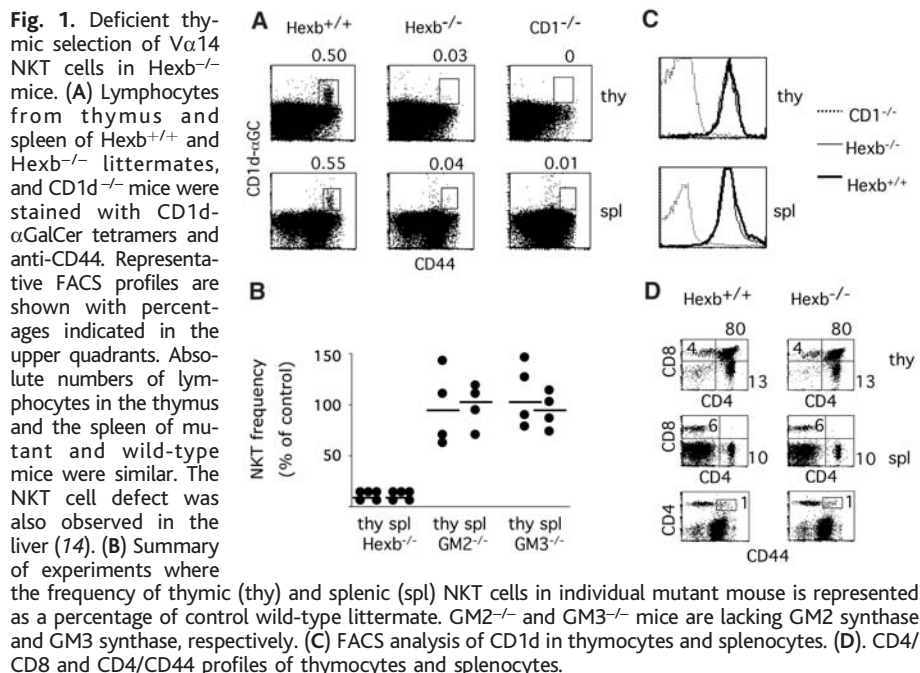 Fig. 1. Deficient thy-
mic selection of Vα14
NKT cells in Hexb−/−
mice. (A) Lymphocytes
from thymus and
spleen of Hexb+/+ and
Hexb−/− littermates,
and CD1d −/− mice were
stained with CD1d-
αGalCer tetramers and
anti-CD44. Representa-
tive FACS profiles are
shown with percent-
ages indicated in the
upper quadrants. Abso-
lute numbers of lym-
phocytes in the thymus
and the spleen of mu-
tant and wild-type
mice were similar. The
NKT cell defect was
also observed in the
liver (14). (B) Summary
of experiments where
the frequency of thymic (thy) and splenic (spl) NKT cells in individual mutant mouse is represented
as a percentage of control wild-type littermate. GM2−/− and GM3−/− mice are lacking GM2 synthase
and GM3 synthase, respectively. (C) FACS analysis of CD1d in thymocytes and splenocytes. (D). CD4/
CD8 and CD4/CD44 profiles of thymocytes and splenocytes.
A
Hexb+/+ Hexb−/− CD1−/−
0.50 0.03 0
thy
0.55 0.04 0.01
spl
CD1d-αGC
CD44
B
NKT frequency
(% of control)
150
100
50
thy spl thy spl thy spl
Hexb−/− GM2−/− GM3−/−
C
thy
spl
CD1−/−
Hexb−/−
Hexb+/+
D
Hexb+/+ Hexb−/−
80 80
CD8 4 4 thy
13 13
CD4 CD4
CD8 6 6
10 10 spl
CD4 CD4
CD4 1 1
CD44